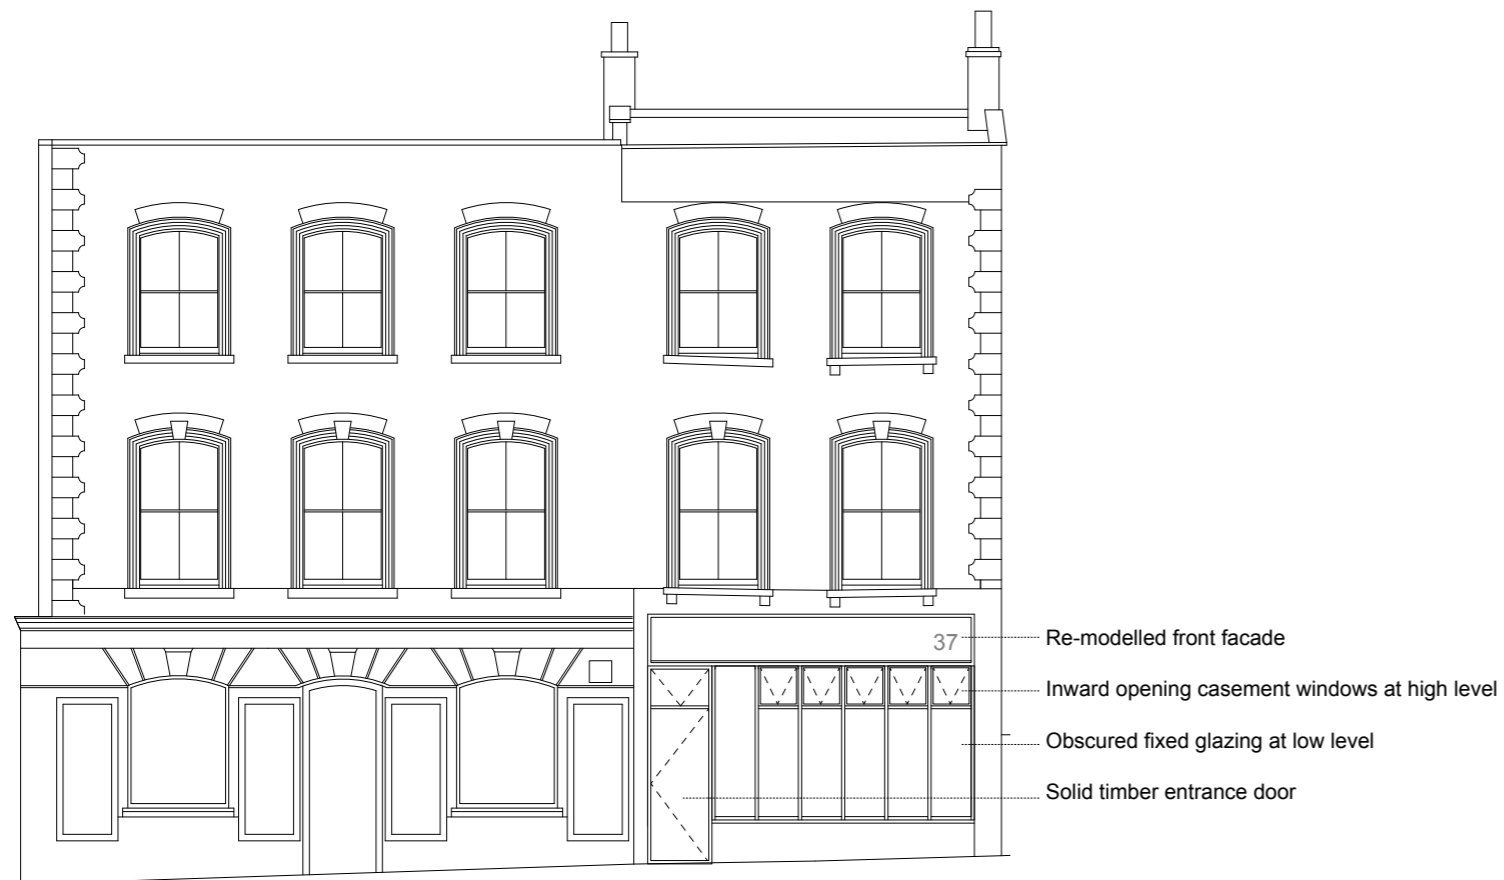 37
Re-modelled front facade
Inward opening casement windows at high level
Obscured fixed glazing at low level
Solid timber entrance door